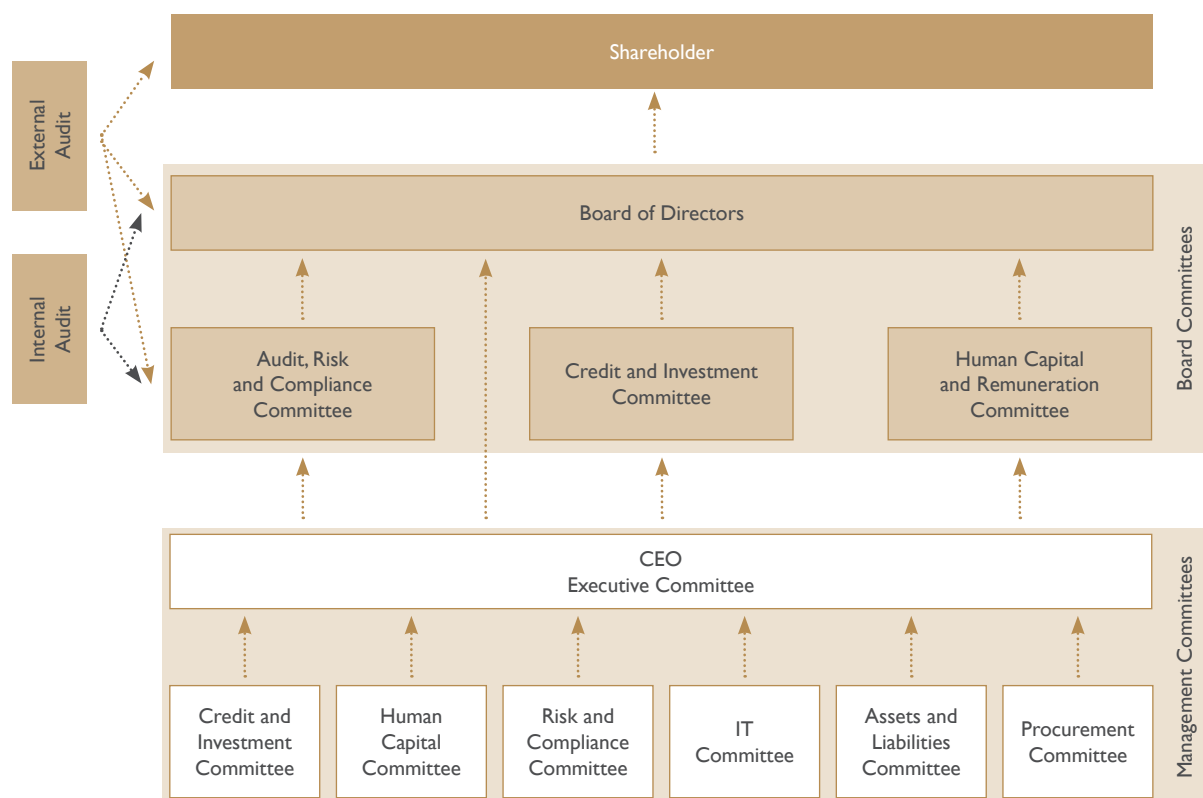 Shareholder
External
Audit
Board of Directors
Internal
Audit
Audit, Risk
and Compliance
Committee
Credit and Investment
Committee
Human Capital
and Remuneration
Committee
Board Committees
CEO
Executive Committee
Credit and
Investment
Committee
Human
Capital
Committee
Risk and
Compliance
Committee
IT
Committee
Assets and
Liabilities
Committee
Procurement
Committee
Management Committees